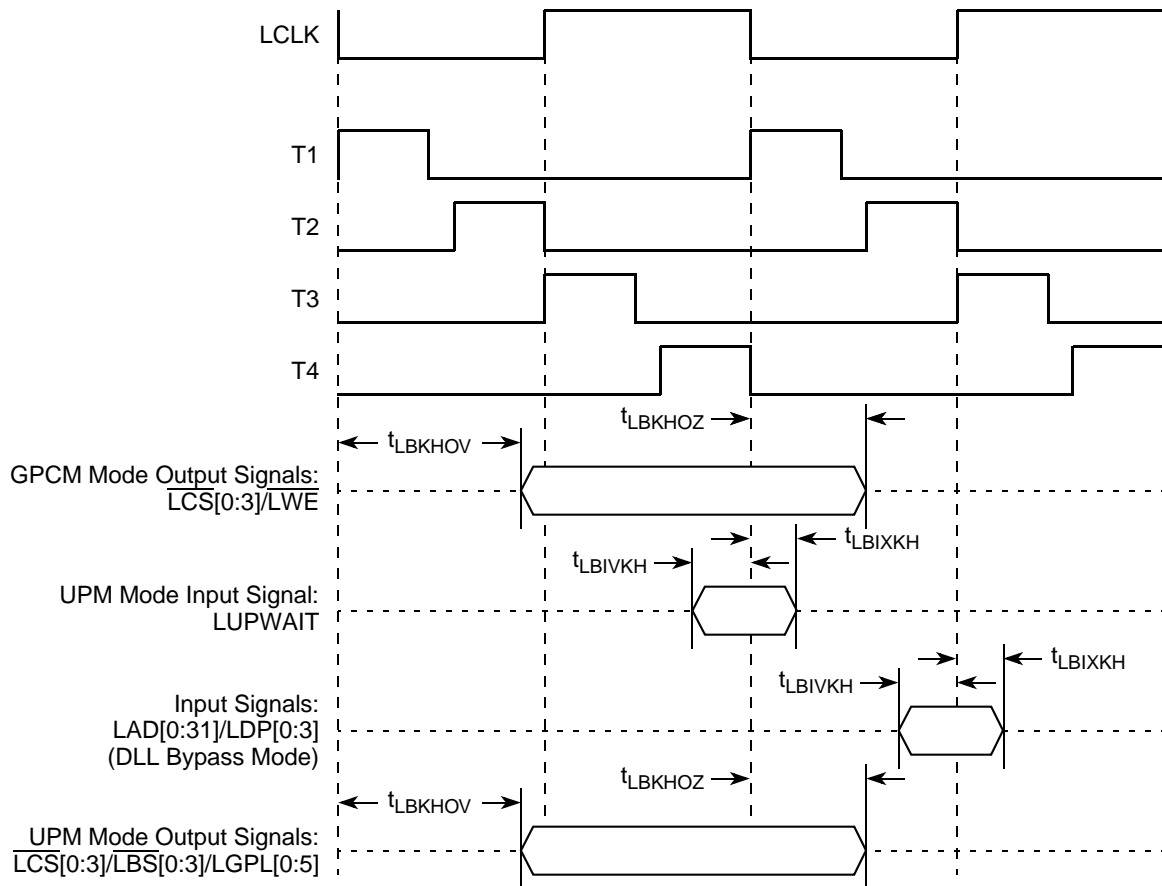 LCLK
T1
T2
T3
T4
tLBKHOZ
tLBKHOV
GPCM Mode Output Signals:
LCS[0:3]/LWE
tLBIXKH
tLBIVKH
UPM Mode Input Signal:
LUPWAIT
tLBIXKH
tLBIVKH
Input Signals:
LAD[0:31]/LDP[0:3]
(DLL Bypass Mode)
tLBKHOZ
tLBKHOV
UPM Mode Output Signals:
LCS[0:3]/LBS[0:3]/LGPL[0:5]